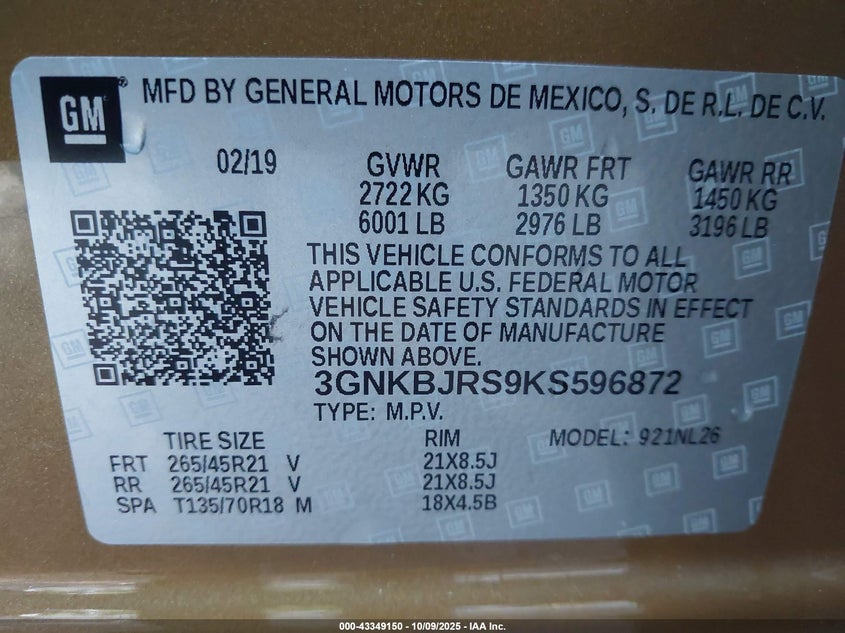 GM
MFD BY GENERAL MOTORS DE MEXICO, S. DE R.L. DE C.V.
02/19 GVWR GAWR FRT GAWR RR
2722 KG 1350 KG 1450 KG
6001 LB 2976 LB 3196 LB
THIS VEHICLE CONFORMS TO ALL
APPLICABLE U.S. FEDERAL MOTOR
VEHICLE SAFETY STANDARDS IN EFFECT
ON THE DATE OF MANUFACTURE
SHOWN ABOVE.
3GNKBJRS9KS596872
TYPE: M.P.V.
TIRE SIZE RIM MODEL: 921NL26
FRT 265/45R21 V 21X8.5J
RR 265/45R21 V 21X8.5J
SPA T135/70R18 M 18X4.5B
000-43349150 - 10/09/2025 - IAA Inc.